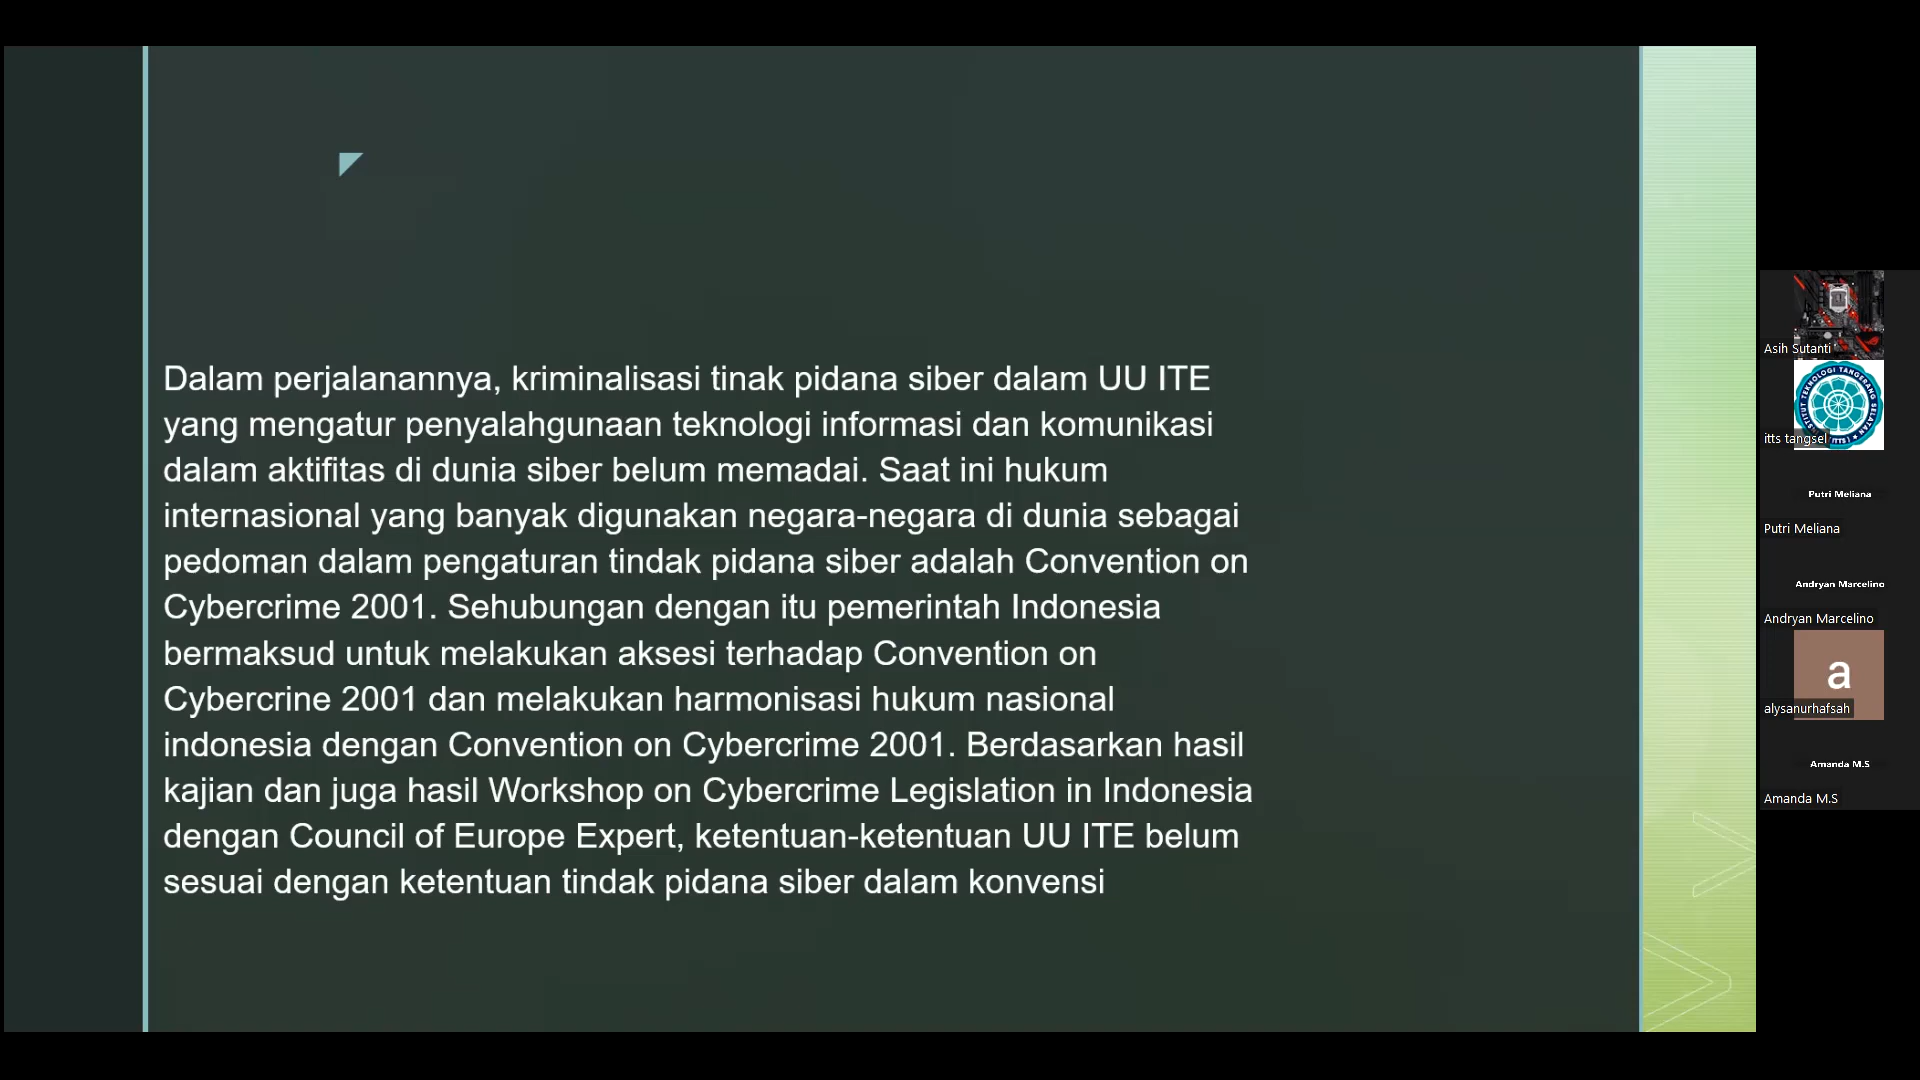 Dalam perjalanannya, kriminalisasi tinak pidana siber dalam UU ITE
yang mengatur penyalahgunaan teknologi informasi dan komunikasi
dalam aktifitas di dunia siber belum memadai. Saat ini hukum
internasional yang banyak digunakan negara-negara di dunia sebagai
pedoman dalam pengaturan tindak pidana siber adalah Convention on
Cybercrime 2001. Sehubungan dengan itu pemerintah Indonesia
bermaksud untuk melakukan aksesi terhadap Convention on
Cybercrine 2001 dan melakukan harmonisasi hukum nasional
indonesia dengan Convention on Cybercrime 2001. Berdasarkan hasil
kajian dan juga hasil Workshop on Cybercrime Legislation in Indonesia
dengan Council of Europe Expert, ketentuan-ketentuan UU ITE belum
sesuai dengan ketentuan tindak pidana siber dalam konvensi
Asih Sutanti
INSTITUT TEKNOLOGI TANGERANG SELATAN
(ITTS)
itts tangsel
Putri Meliana
Putri Meliana
Andryan Marcelino
Andryan Marcelino
a
alysanurhafsah
Amanda M.S
Amanda M.S